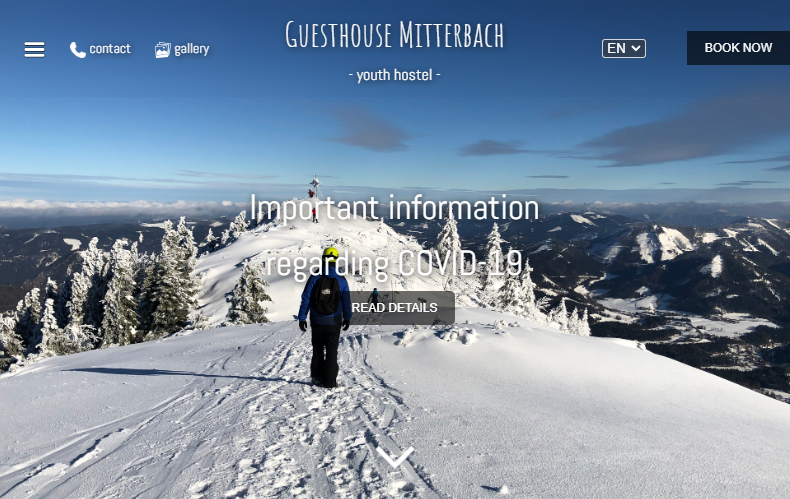 Guesthouse Mitterbach
contact
gallery
EN
BOOK NOW
- youth hostel -
Important information
regarding COVID-19
READ DETAILS